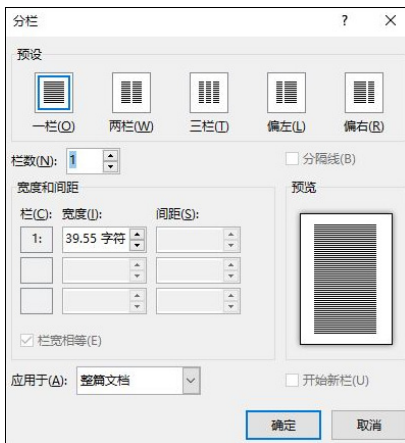 分栏 ? ×
预设
一栏(O) 两栏(W) 三栏(T) 偏左(L) 偏右(R)
栏数(N): 1 分隔线(B)
宽度和间距 预览
栏(C): 宽度(I): 间距(S):
1: 39.55 字符
栏宽相等(E)
应用于(A): 整篇文档 开始新栏(U)
确定 取消